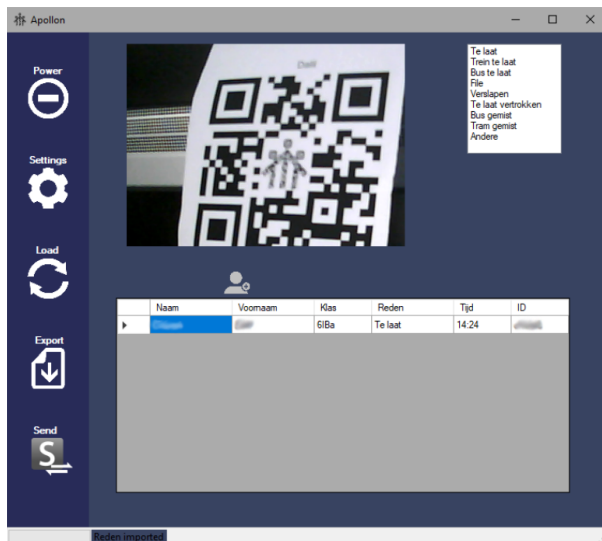 Apollon
Power
Settings
Load
Export
Send
S
Te laat
Trein te laat
Bus te laat
File
Verslapen
Te laat vertrokken
Bus gemist
Tram gemist
Andere
Naam Voornaam Klas Reden Tijd ID
6IBa Te laat 14:24
Reden imported